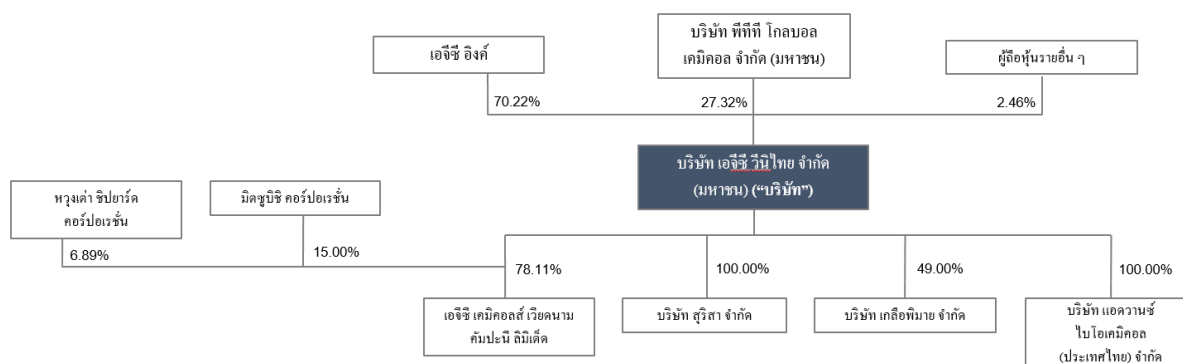 เอจีซี อิงค์
บริษัท พีทีที โกลบอล
เคมิคอล จำกัด (มหาชน)
ผู้ถือหุ้นรายอื่น ๆ
70.22%
27.32%
2.46%
บริษัท เอจีซี วีนิไทย จำกัด
(มหาชน) (“บริษัท”)
หวุงเต่า ชิปยาร์ด
คอร์ปอเรชั่น
มิตซูบิชิ คอร์ปอเรชั่น
6.89%
15.00%
78.11%
100.00%
49.00%
100.00%
เอจีซี เคมิคอลส์ เวียดนาม
คัมปะนี ลิมิเต็ด
บริษัท สุริสา จำกัด
บริษัท เกลือพิมาย จำกัด
บริษัท แอดวานซ์
ไบโอเคมิคอล
(ประเทศไทย) จำกัด